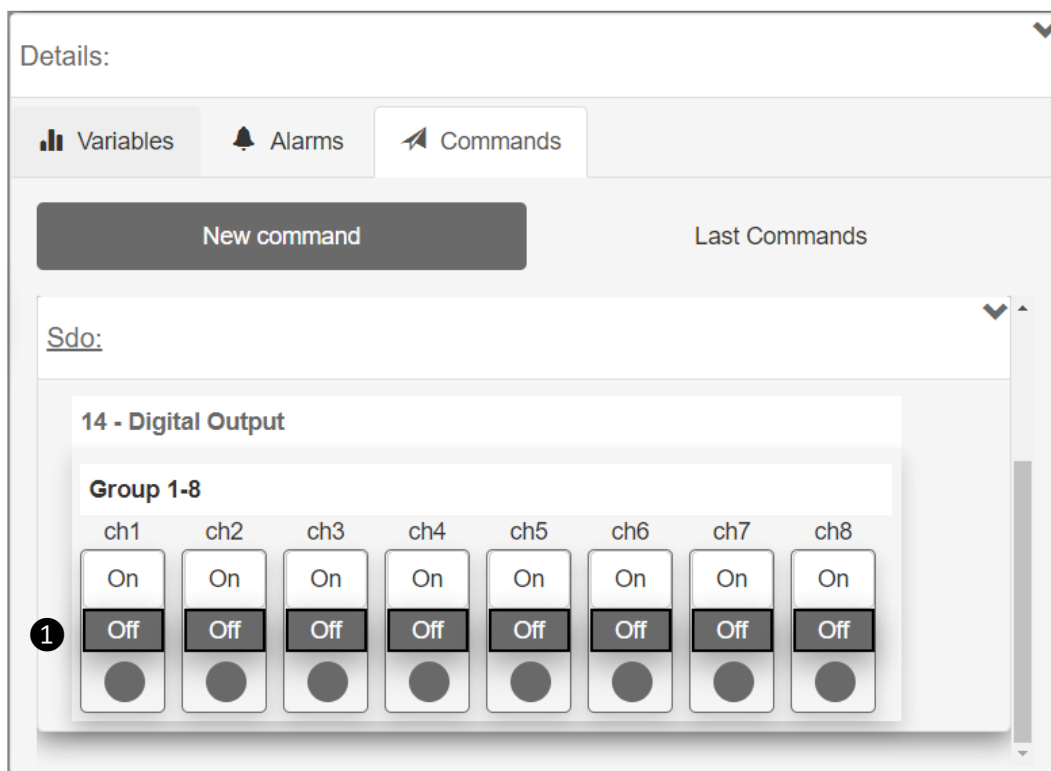 Details:
Variables Alarms Commands
New command Last Commands
Sdo:
14 - Digital Output
Group 1-8
ch1 ch2 ch3 ch4 ch5 ch6 ch7 ch8
On On On On On On On On
1 Off Off Off Off Off Off Off Off